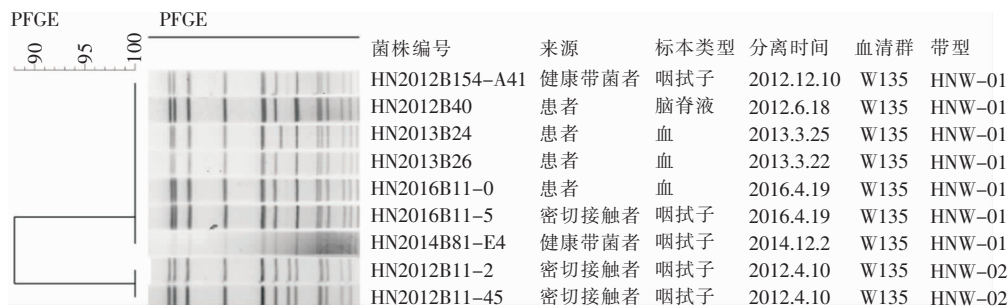 PFGE PFGE
90 95 100
菌株编号 来源 标本类型 分离时间 血清群 带型
HN2012B154-A41 健康带菌者 咽拭子 2012.12.10 W135 HNW-01
HN2012B40 患者 脑脊液 2012.6.18 W135 HNW-01
HN2013B24 患者 血 2013.3.25 W135 HNW-01
HN2013B26 患者 血 2013.3.22 W135 HNW-01
HN2016B11-0 患者 血 2016.4.19 W135 HNW-01
HN2016B11-5 密切接触者 咽拭子 2016.4.19 W135 HNW-01
HN2014B81-E4 健康带菌者 咽拭子 2014.12.2 W135 HNW-01
HN2012B11-2 密切接触者 咽拭子 2012.4.10 W135 HNW-02
HN2012B11-45 密切接触者 咽拭子 2012.4.10 W135 HNW-02